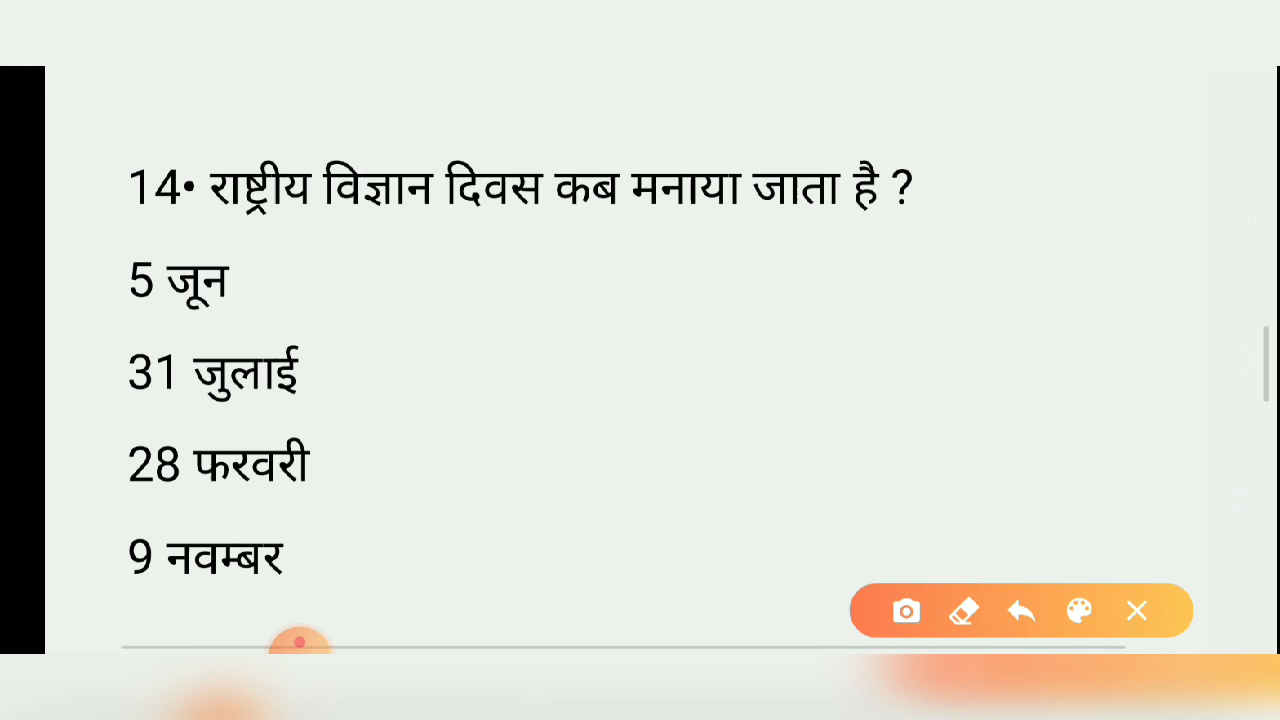 14• राष्ट्रीय विज्ञान दिवस कब मनाया जाता है ?
5 जून
31 जुलाई
28 फरवरी
9 नवम्बर